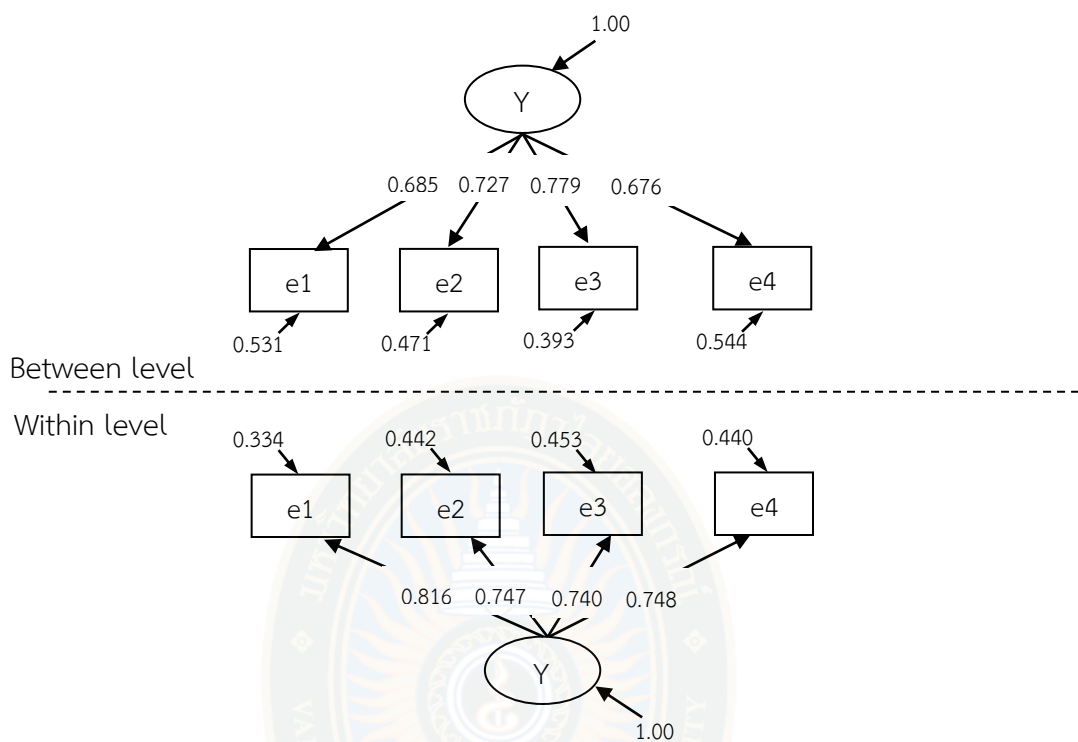 1.00
Y
0.685 0.727 0.779 0.676
e1 e2 e3 e4
0.531 0.471 0.393 0.544
Between level
Within level
0.334 0.442 0.453 0.440
e1 e2 e3 e4
0.816 0.747 0.740 0.748
Y
1.00